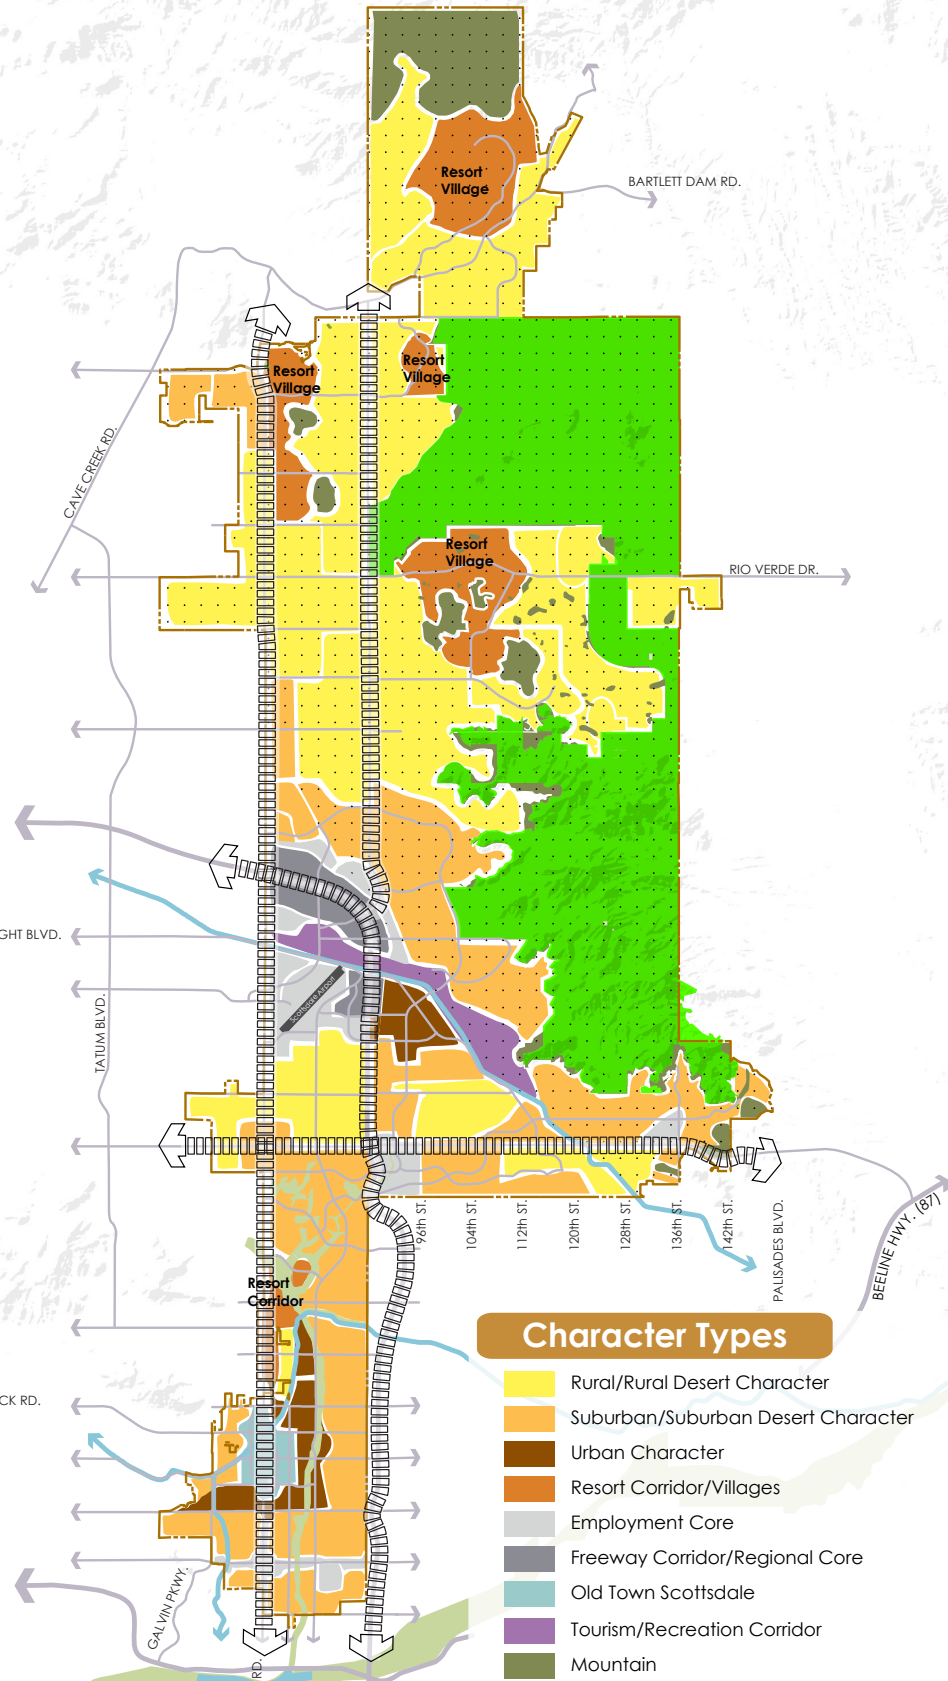 Resort
Village
BARTLETT DAM RD.
Resort
Village
Resort
Village
CAVE CREEK RD.
Resort
Village
RIO VERDE DR.
GHT BLVD.
Scottsdale Airport
TATUM BLVD.
96th ST.
104th ST.
112th ST.
120th ST.
128th ST.
136th ST.
142th ST.
PALISADES BLVD.
BEELINE HWY. (87)
Resort
Corridor
CK RD.
GALVIN PKWY.
RD.
Character Types
Rural/Rural Desert Character
Suburban/Suburban Desert Character
Urban Character
Resort Corridor/Villages
Employment Core
Freeway Corridor/Regional Core
Old Town Scottsdale
Tourism/Recreation Corridor
Mountain